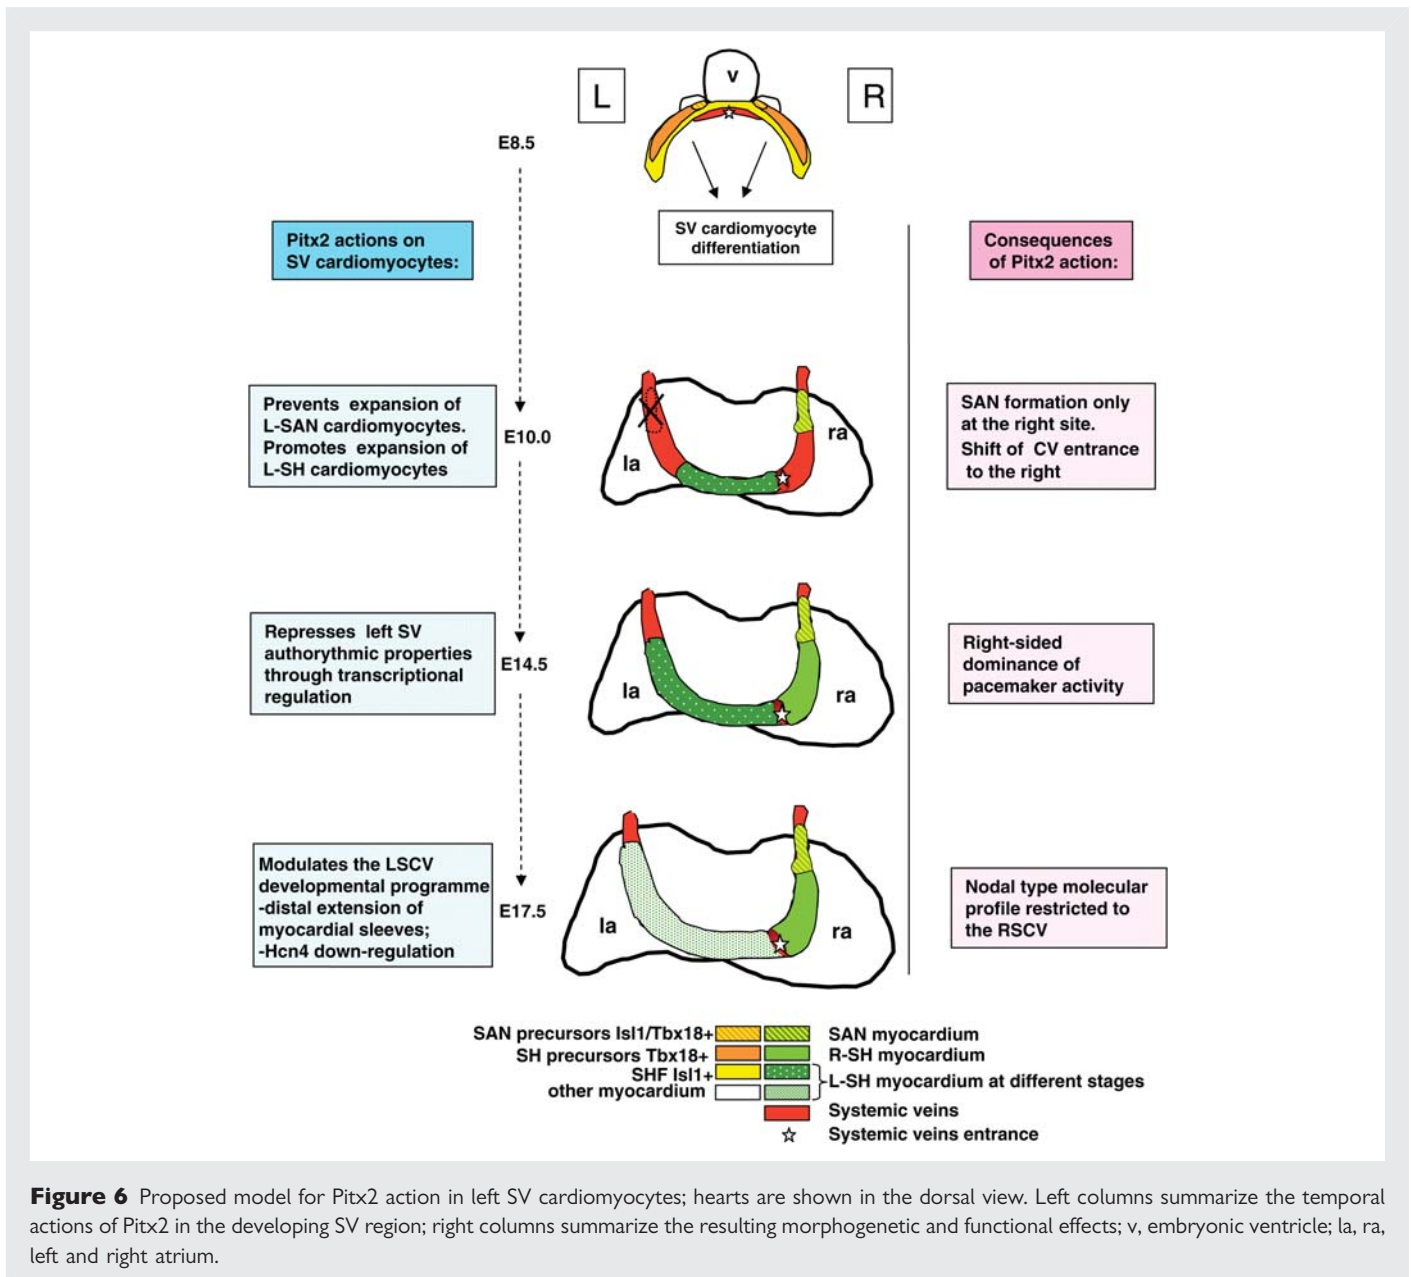 v
L
R
E8.5
Pitx2 actions on
SV cardiomyocytes:
SV cardiomyocyte
differentiation
Consequences
of Pitx2 action:
Prevents expansion of
L-SAN cardiomyocytes.
Promotes expansion of
L-SH cardiomyocytes
E10.0
la
ra
SAN formation only
at the right site.
Shift of CV entrance
to the right
Represses left SV
authorythmic properties
through transcriptional
regulation
E14.5
la
ra
Right-sided
dominance of
pacemaker activity
Modulates the LSCV
developmental programme
-distal extension of
myocardial sleeves;
-Hcn4 down-regulation
E17.5
la
ra
Nodal type molecular
profile restricted to
the RSCV
SAN precursors Isl1/Tbx18+
SH precursors Tbx18+
SHF Isl1+
other myocardium
SAN myocardium
R-SH myocardium
L-SH myocardium at different stages
Systemic veins
Systemic veins entrance
Figure 6 Proposed model for Pitx2 action in left SV cardiomyocytes; hearts are shown in the dorsal view. Left columns summarize the temporal
actions of Pitx2 in the developing SV region; right columns summarize the resulting morphogenetic and functional effects; v, embryonic ventricle; la, ra,
left and right atrium.